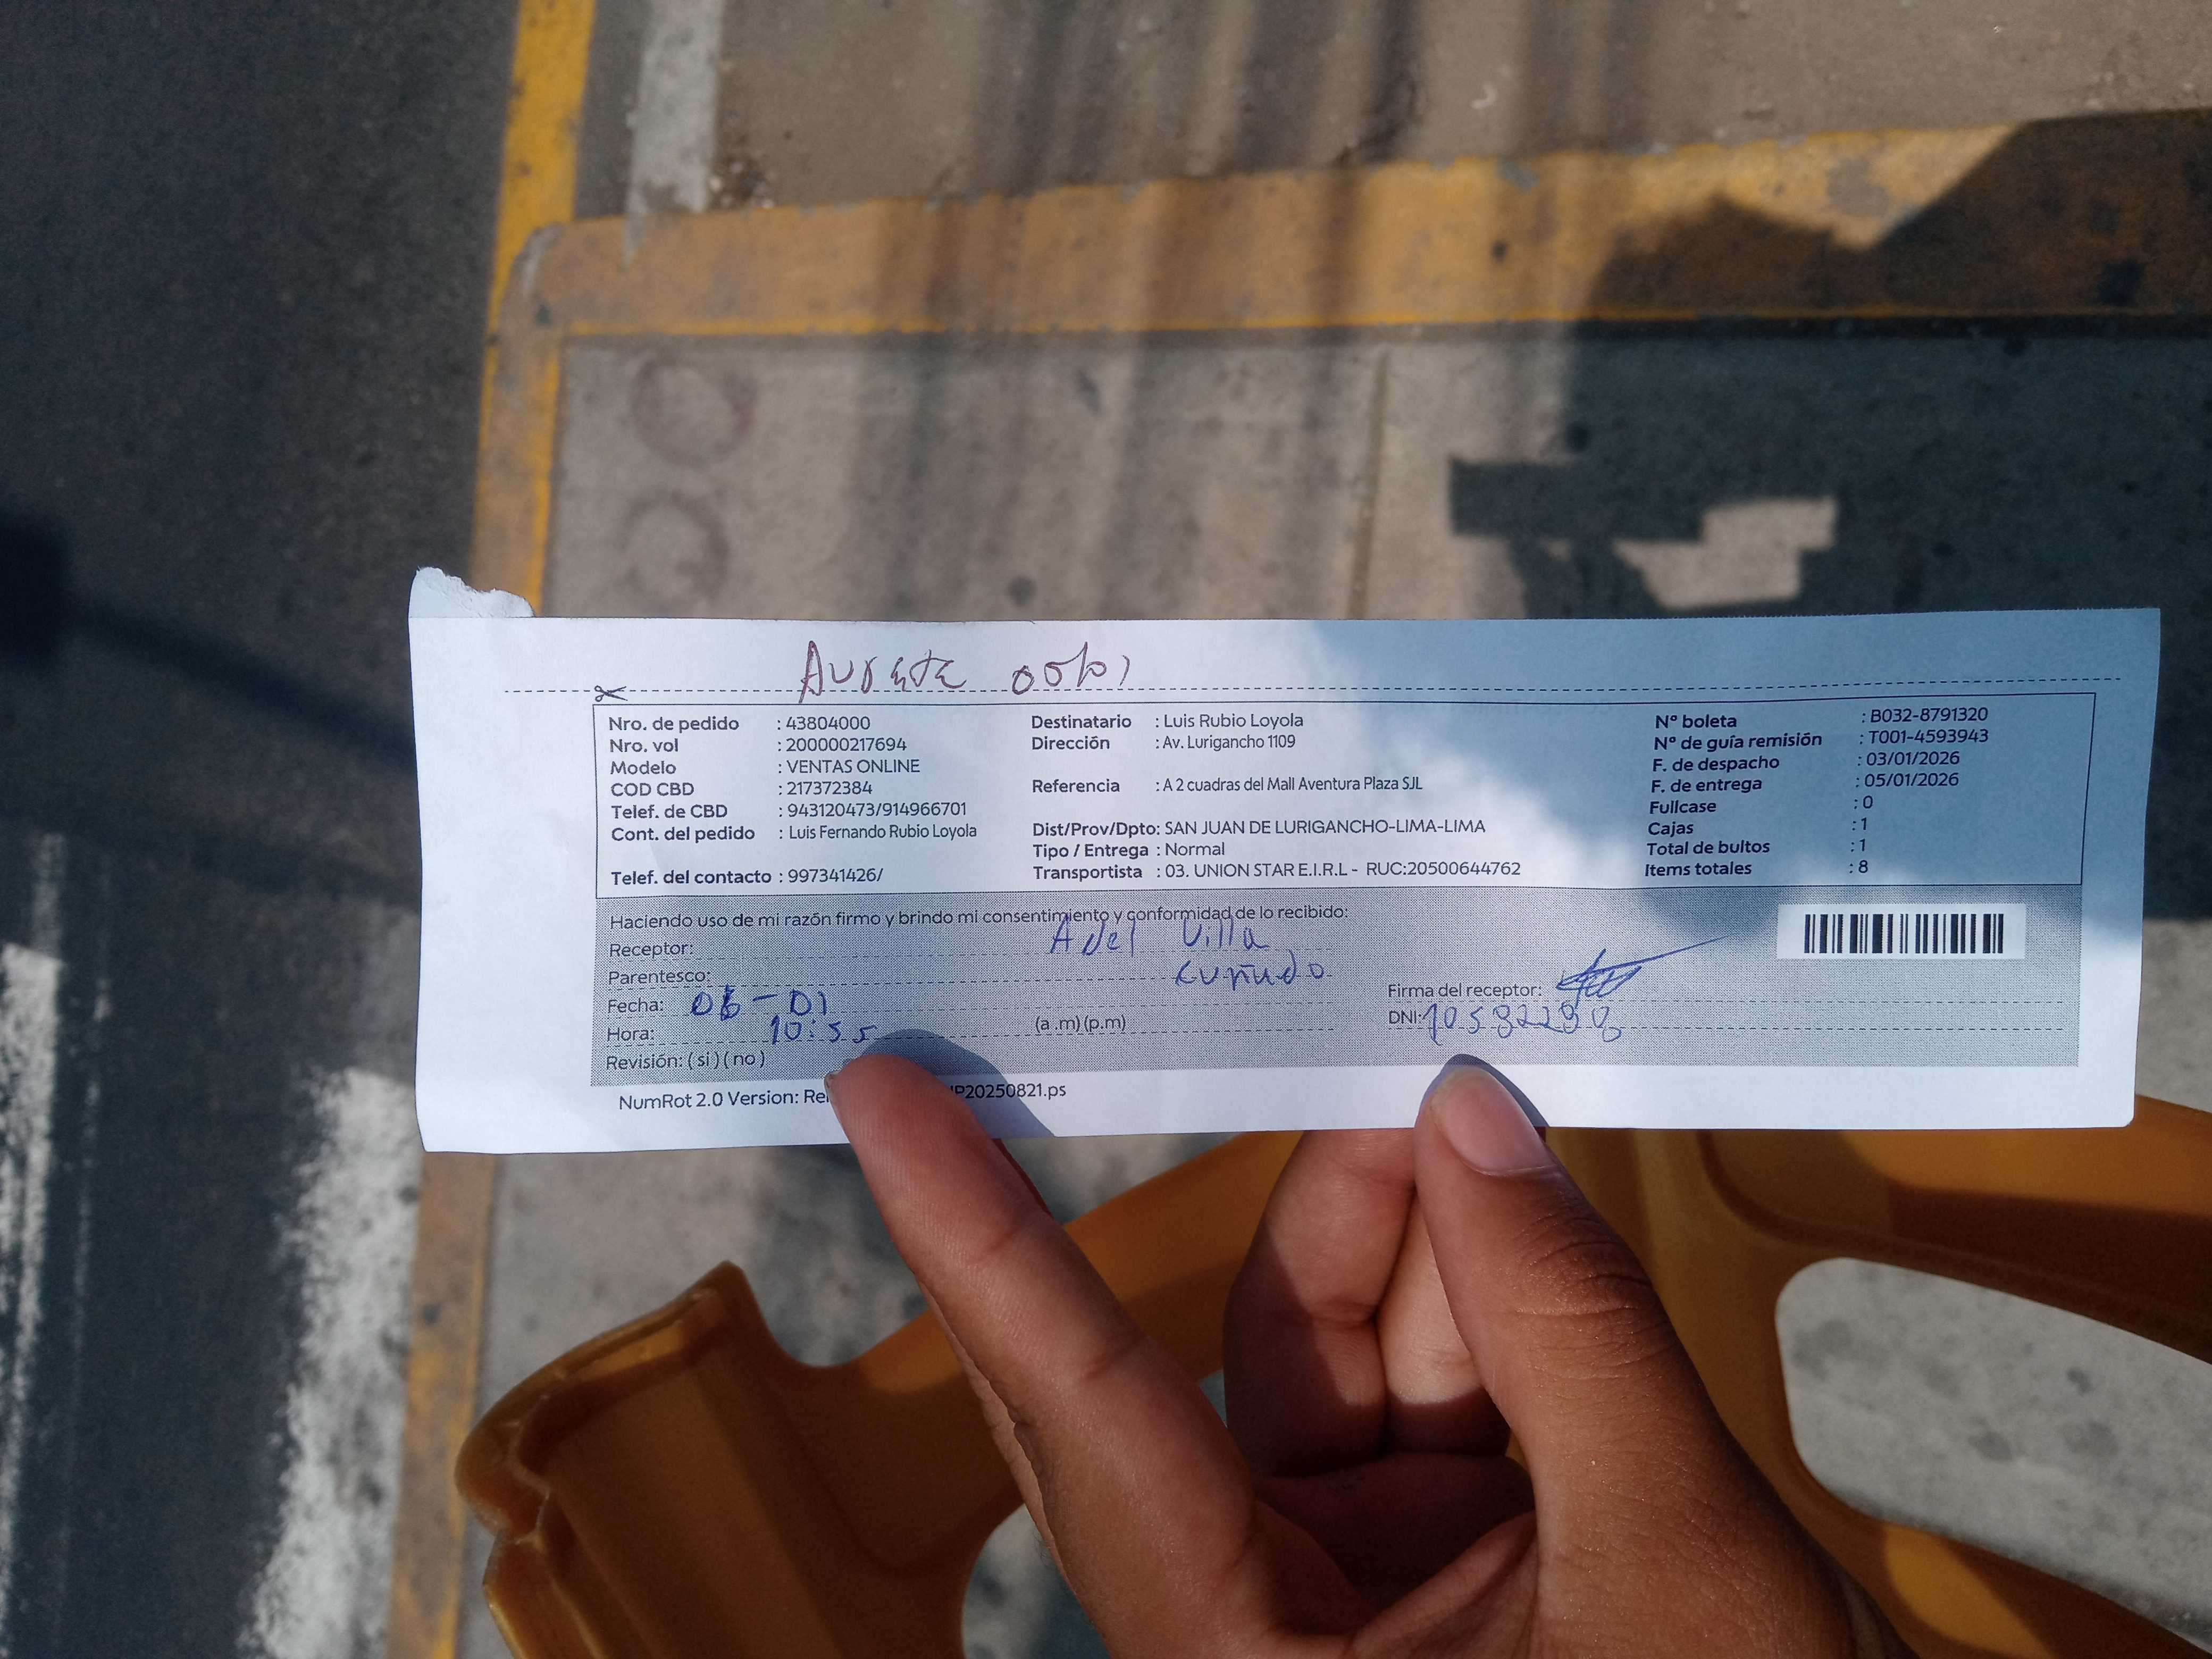 Ausente 05/01
Nro. de pedido : 43804000
Nro. vol : 200000217694
Modelo : VENTAS ONLINE
COD CBD : 217372384
Telef. de CBD : 943120473/914966701
Cont. del pedido : Luis Fernando Rubio Loyola
Telef. del contacto : 997341426/
Destinatario : Luis Rubio Loyola
Dirección : Av. Lurigancho 1109
Referencia : A 2 cuadras del Mall Aventura Plaza SJL
Dist/Prov/Dpto: SAN JUAN DE LURIGANCHO-LIMA-LIMA
Tipo / Entrega : Normal
Transportista : 03. UNION STAR E.I.R.L - RUC:20500644762
Nº boleta : B032-8791320
Nº de guía remisión : T001-4593943
F. de despacho : 03/01/2026
F. de entrega : 05/01/2026
Fullcase : 0
Cajas : 1
Total de bultos : 1
Items totales : 8
Haciendo uso de mi razón firmo y brindo mi consentimiento y conformidad de lo recibido:
Receptor: Adel Villa
Parentesco: cuñado
Fecha: 06-01
Hora: 10:55 (a .m) (p.m)
Revisión: ( si ) ( no )
Firma del receptor:
DNI:
NumRot 2.0 Version: P20250821.ps